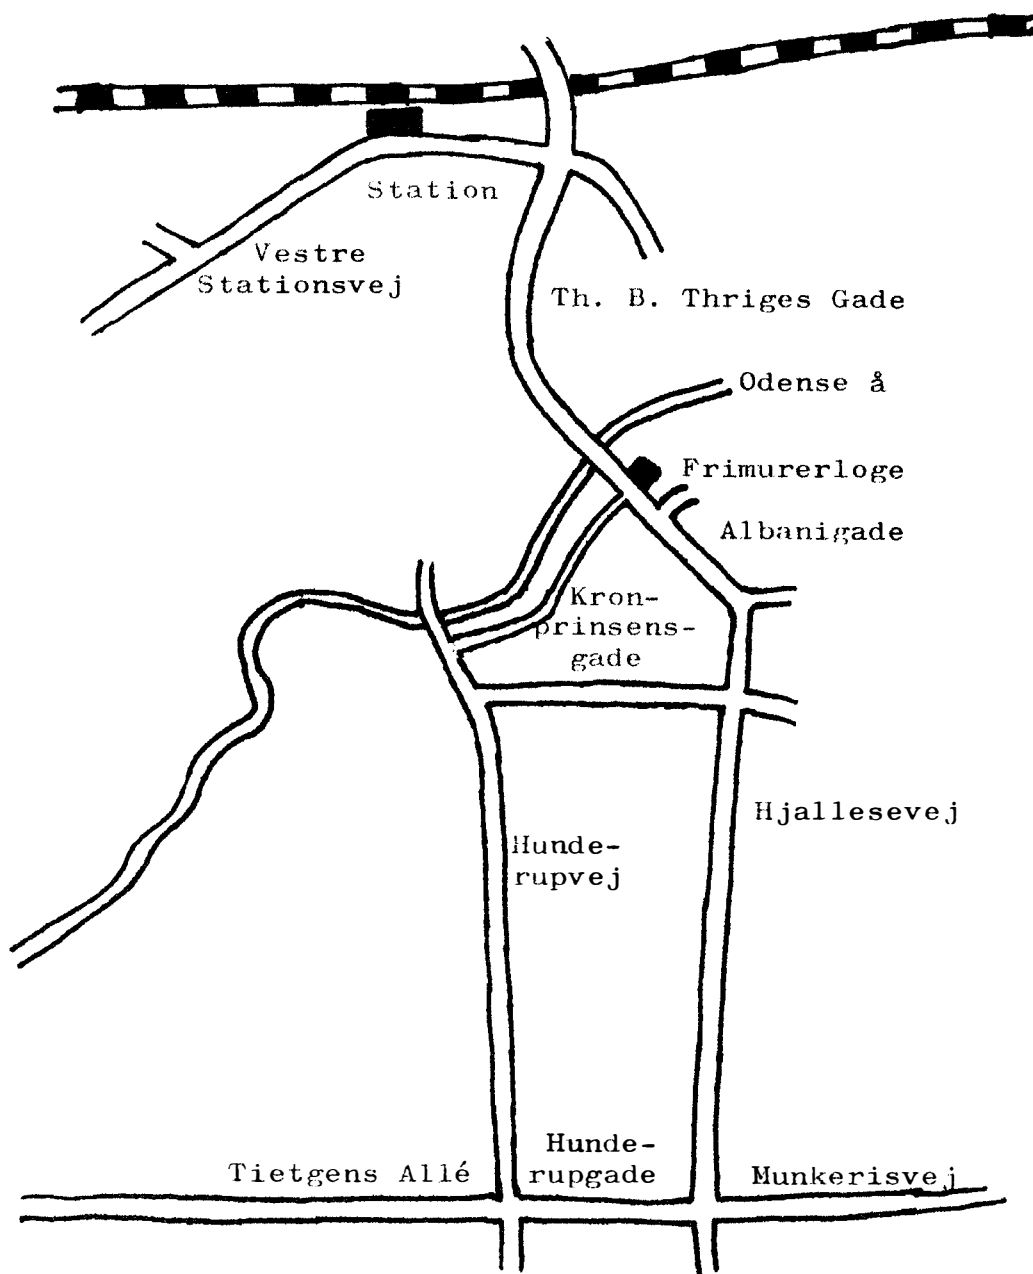 Station
Vestre
Stationsvej
Th. B. Thriges Gade
Odense å
Frimurerloge
Albanigade
Kron-
prinsens-
gade
Hjallesevej
Hunde-
rupvej
Hunde-
rupgade
Tietgens Allé
Munkerisvej